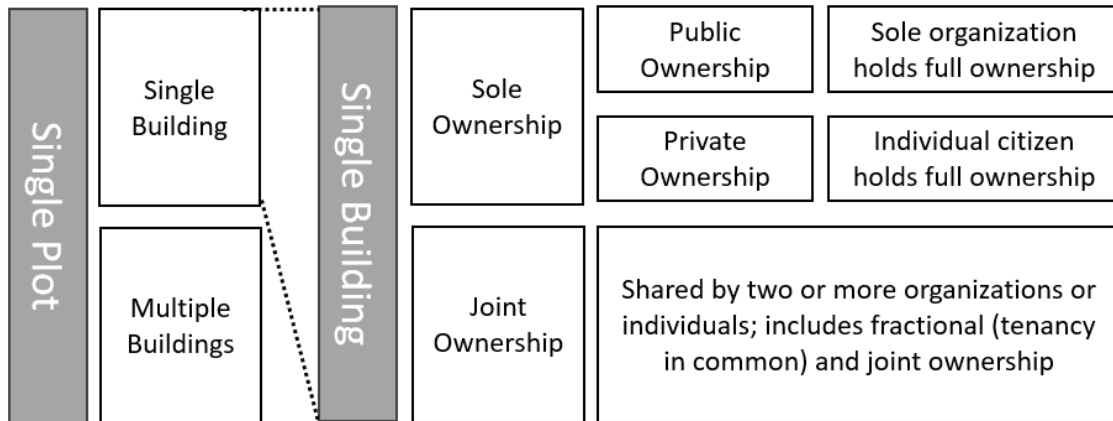 Single Plot
Single
Building
Multiple
Buildings
Single Building
Sole
Ownership
Joint
Ownership
Public
Ownership
Sole organization
holds full ownership
Private
Ownership
Individual citizen
holds full ownership
Shared by two or more organizations or
individuals; includes fractional (tenancy
in common) and joint ownership